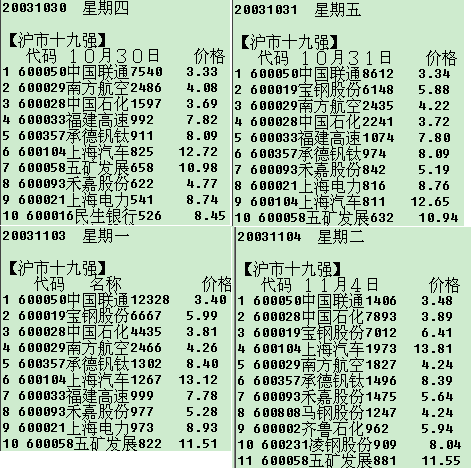 20031030 星期四
【沪市十九强】
代码 10月30日 价格
1 600050中国联通7540 3.33
2 600029南方航空2486 4.08
3 600028中国石化1597 3.69
4 600033福建高速992 7.82
5 600357承德钒钛911 8.09
6 600104上海汽车825 12.72
7 600058五矿发展658 10.98
8 600093禾嘉股份622 4.77
9 600021上海电力541 8.74
10 600016民生银行526 8.45
20031031 星期五
【沪市十九强】
代码 10月31日 价格
1 600050中国联通8612 3.34
2 600019宝钢股份6148 5.88
3 600029南方航空2435 4.22
4 600028中国石化2241 3.72
5 600033福建高速1074 7.80
6 600357承德钒钛974 8.09
7 600093禾嘉股份842 5.19
8 600021上海电力816 8.76
9 600104上海汽车811 12.65
10 600058五矿发展632 10.94
20031103 星期一
【沪市十九强】
代码 名称 价格
1 600050中国联通12328 3.40
2 600019宝钢股份6667 5.99
3 600028中国石化4435 3.81
4 600029南方航空2466 4.26
5 600357承德钒钛1302 8.40
6 600104上海汽车1267 13.12
7 600033福建高速999 7.78
8 600093禾嘉股份977 5.28
9 600021上海电力973 8.93
10 600058五矿发展822 11.51
20031104 星期二
【沪市十九强】
代码 11月4日 价格
1 600050中国联通1406 3.48
2 600028中国石化7893 3.89
3 600019宝钢股份7012 6.41
4 600104上海汽车1973 13.81
5 600029南方航空1827 4.24
6 600357承德钒钛1496 8.39
7 600093禾嘉股份1475 5.64
8 600808马钢股份1247 4.24
9 600002齐鲁石化962 5.94
10 600231凌钢股份909 8.04
11 600058五矿发展881 11.55